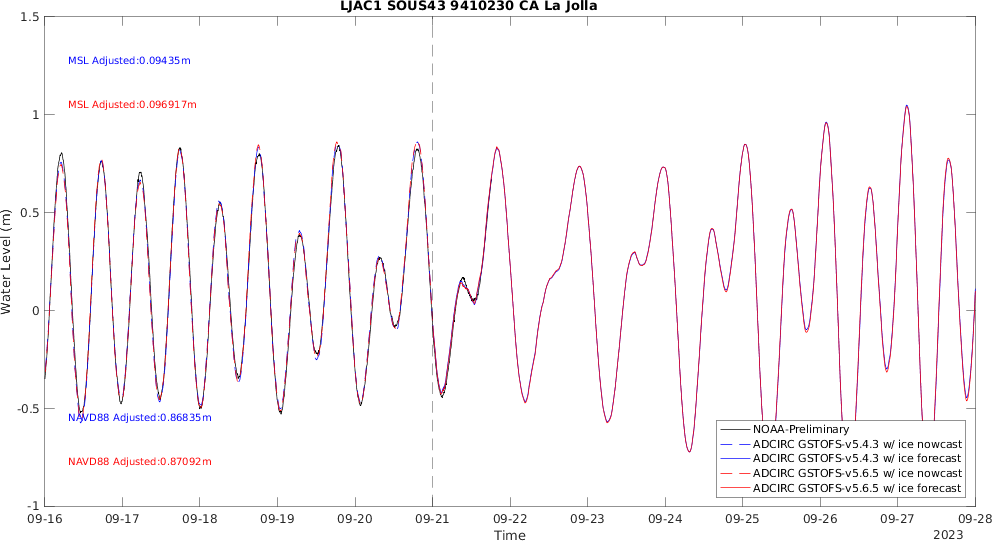 LJAC1 SOUS43 9410230 CA La Jolla
1.5
1
0.5
0
-0.5
-1
Water Level (m)
MSL Adjusted:0.09435m
MSL Adjusted:0.096917m
NAVD88 Adjusted:0.86835m
NAVD88 Adjusted:0.87092m
NOAA-Preliminary
ADCIRC GSTOFS-v5.4.3 w/ ice nowcast
ADCIRC GSTOFS-v5.4.3 w/ ice forecast
ADCIRC GSTOFS-v5.6.5 w/ ice nowcast
ADCIRC GSTOFS-v5.6.5 w/ ice forecast
09-16 09-17 09-18 09-19 09-20 09-21 09-22 09-23 09-24 09-25 09-26 09-27 09-28
Time
2023